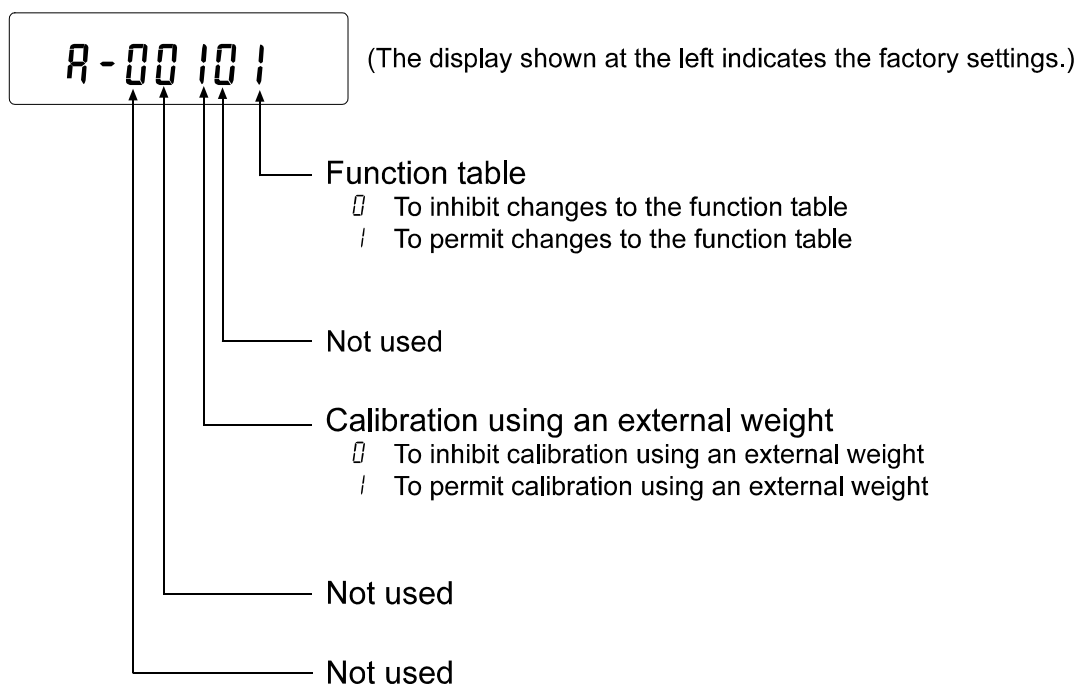 A-00101
(The display shown at the left indicates the factory settings.)
Function table
0 To inhibit changes to the function table
1 To permit changes to the function table
Not used
Calibration using an external weight
0 To inhibit calibration using an external weight
1 To permit calibration using an external weight
Not used
Not used